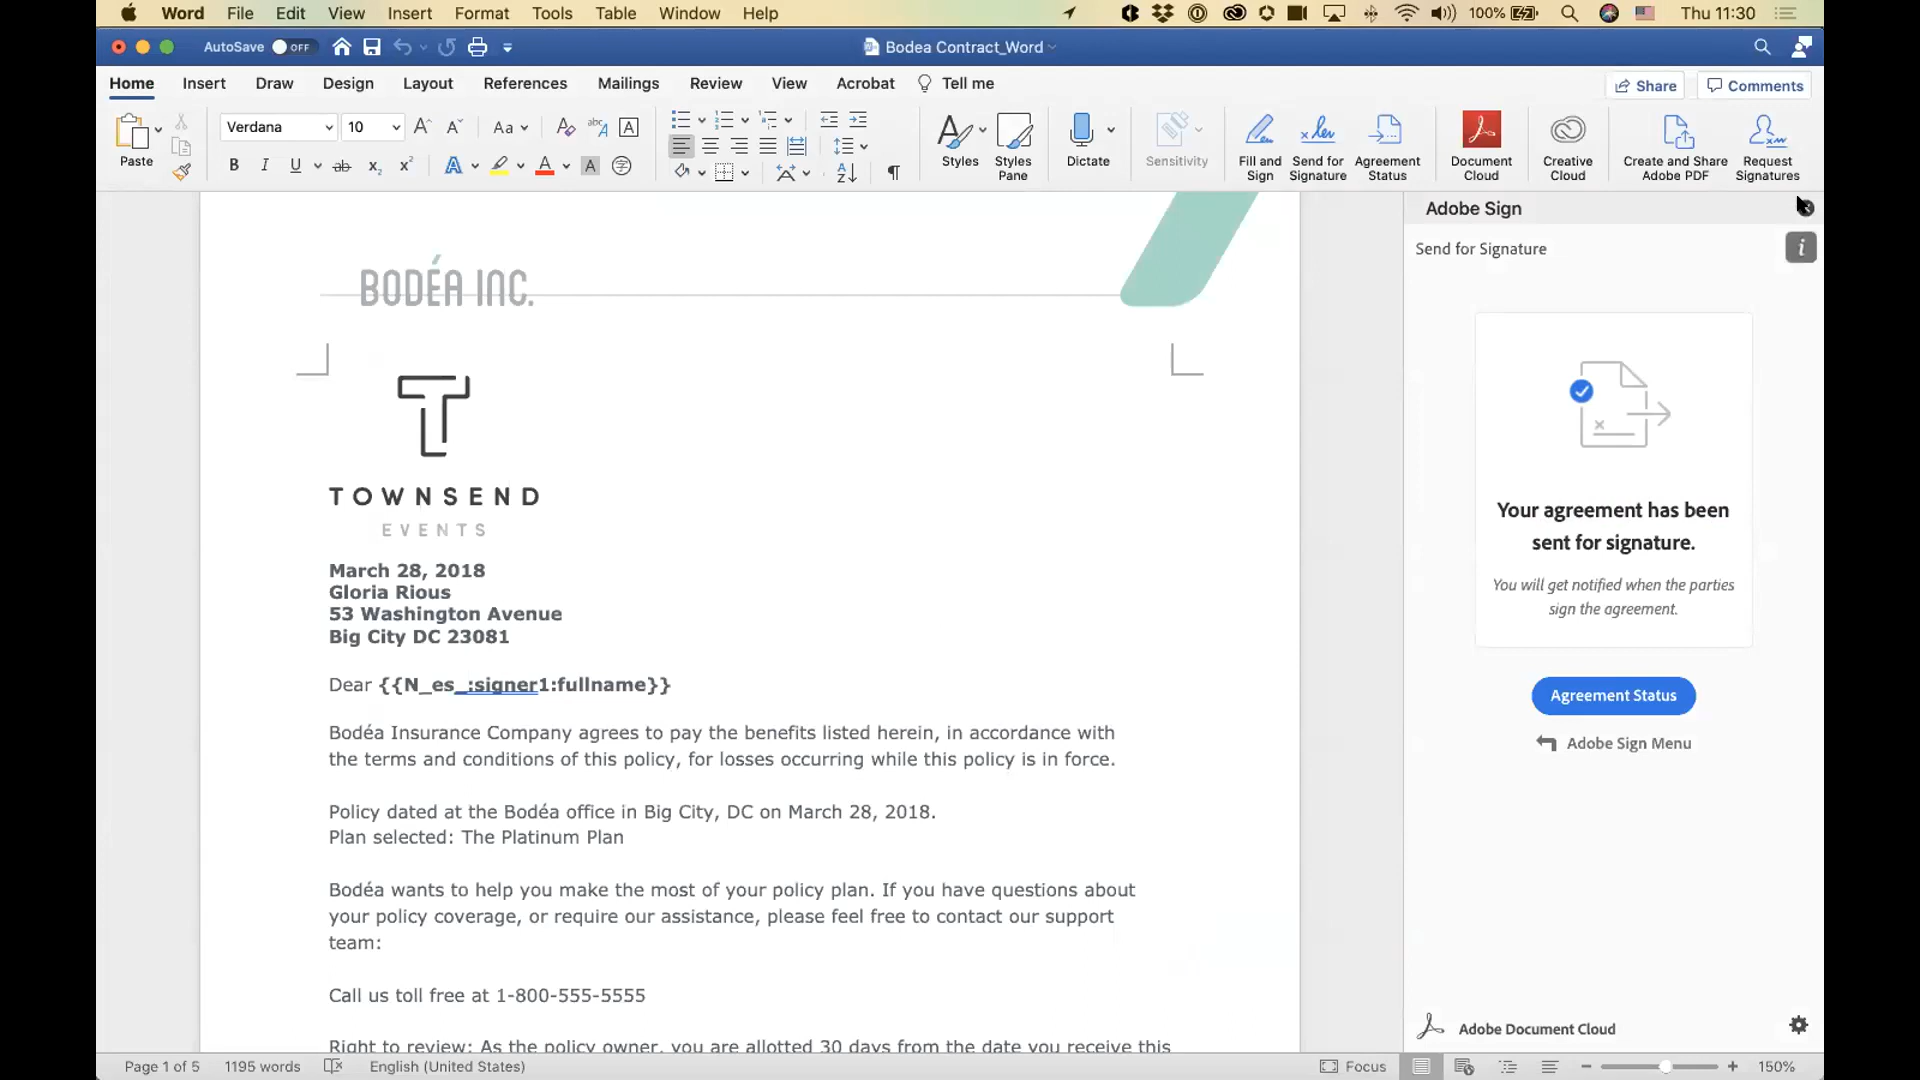 Word File Edit View Insert Format Tools Table Window Help 100% Thu 11:30
AutoSave OFF Bodea Contract_Word
Home Insert Draw Design Layout References Mailings Review View Acrobat Tell me Share Comments
Verdana 10
Paste Styles Styles Pane Dictate Sensitivity Fill and Sign Send for Signature Agreement Status Document Cloud Creative Cloud Create and Share Adobe PDF Request Signatures
Adobe Sign
Send for Signature
BODÉA INC.
TOWNSEND
EVENTS
March 28, 2018
Gloria Rious
53 Washington Avenue
Big City DC 23081
Dear {{N_es_:signer1:fullname}}
Bodéa Insurance Company agrees to pay the benefits listed herein, in accordance with
the terms and conditions of this policy, for losses occurring while this policy is in force.
Policy dated at the Bodéa office in Big City, DC on March 28, 2018.
Plan selected: The Platinum Plan
Bodéa wants to help you make the most of your policy plan. If you have questions about
your policy coverage, or require our assistance, please feel free to contact our support
team:
Call us toll free at 1-800-555-5555
Right to review: As the policy owner, you are allotted 30 days from the date you receive this
Your agreement has been
sent for signature.
You will get notified when the parties
sign the agreement.
Agreement Status
Adobe Sign Menu
Adobe Document Cloud
Page 1 of 5 1195 words English (United States) Focus 150%